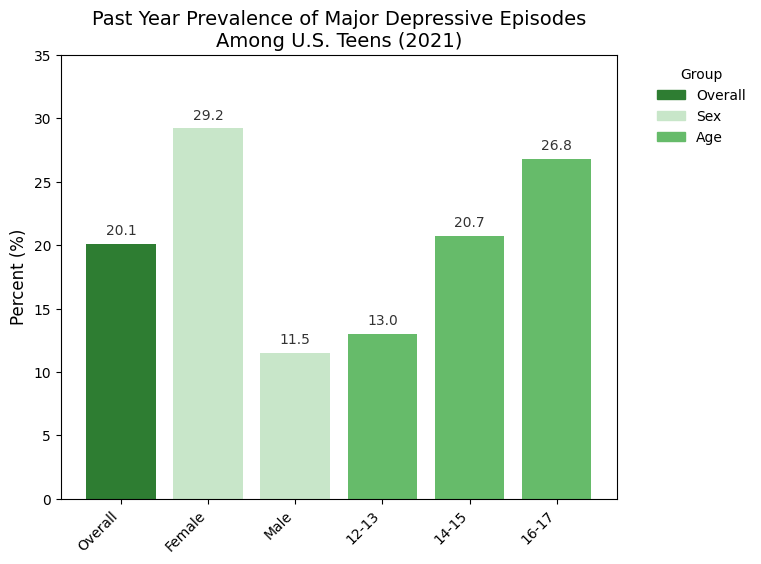 Past Year Prevalence of Major Depressive Episodes
Among U.S. Teens (2021)
35
30
25
20
15
10
5
0
Percent (%)
20.1
29.2
11.5
13.0
20.7
26.8
Overall
Female
Male
12-13
14-15
16-17
Group
Overall
Sex
Age